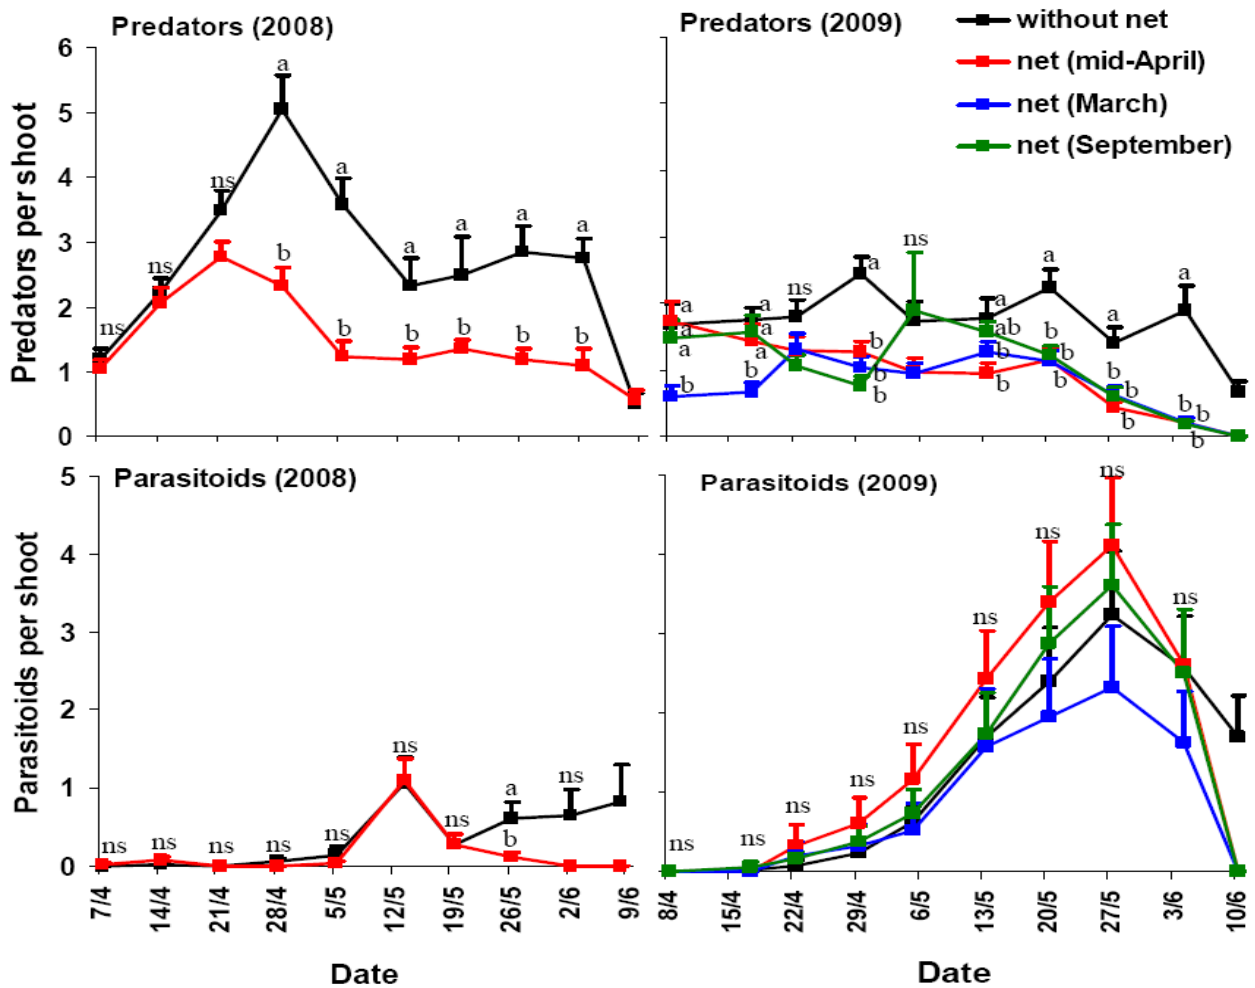 Predators (2008)
Predators (2009)
without net
net (mid-April)
net (March)
net (September)
Predators per shoot
6
5
4
3
2
1
0
ns
ns
ns
a
b
a
b
a
b
a
b
a
b
a
b
a
a
a
b
a
a
a
b
ns
a
b
b
b
ns
a
ab
b
b
a
b
b
b
a
b
b
b
a
b
b
b
Parasitoids (2008)
Parasitoids (2009)
Parasitoids per shoot
5
4
3
2
1
0
ns
ns
ns
ns
ns
ns
ns
a
b
ns
ns
ns
ns
ns
ns
ns
ns
ns
ns
7/4
14/4
21/4
28/4
5/5
12/5
19/5
26/5
2/6
9/6
8/4
15/4
22/4
29/4
6/5
13/5
20/5
27/5
3/6
10/6
Date
Date